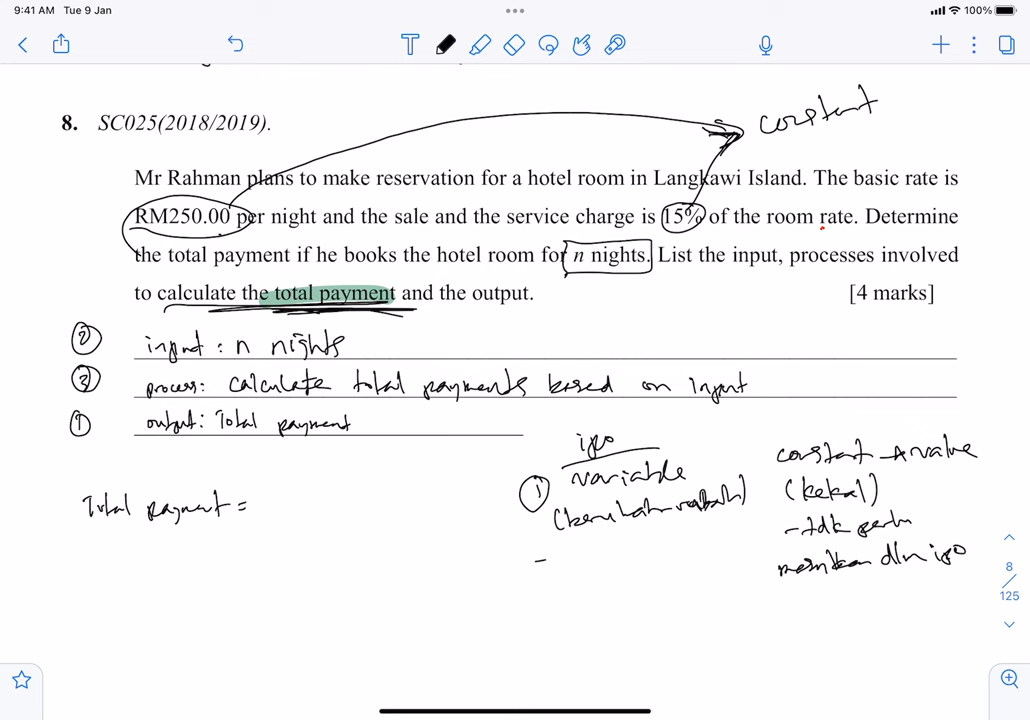 9:41 AM Tue 9 Jan
100%
8. SC025(2018/2019).
constant
Mr Rahman plans to make reservation for a hotel room in Langkawi Island. The basic rate is
RM250.00 per night and the sale and the service charge is 15% of the room rate. Determine
the total payment if he books the hotel room for n nights. List the input, processes involved
to calculate the total payment and the output. [4 marks]
② input : n nights
③ process: calculate total payments based on input
① output: Total payment
Total payment =
ipo
① variable
(berubah-rubah)
-
constant → value
(kekal)
- tdk perlu
masukkan dlm ipo
8
/
125